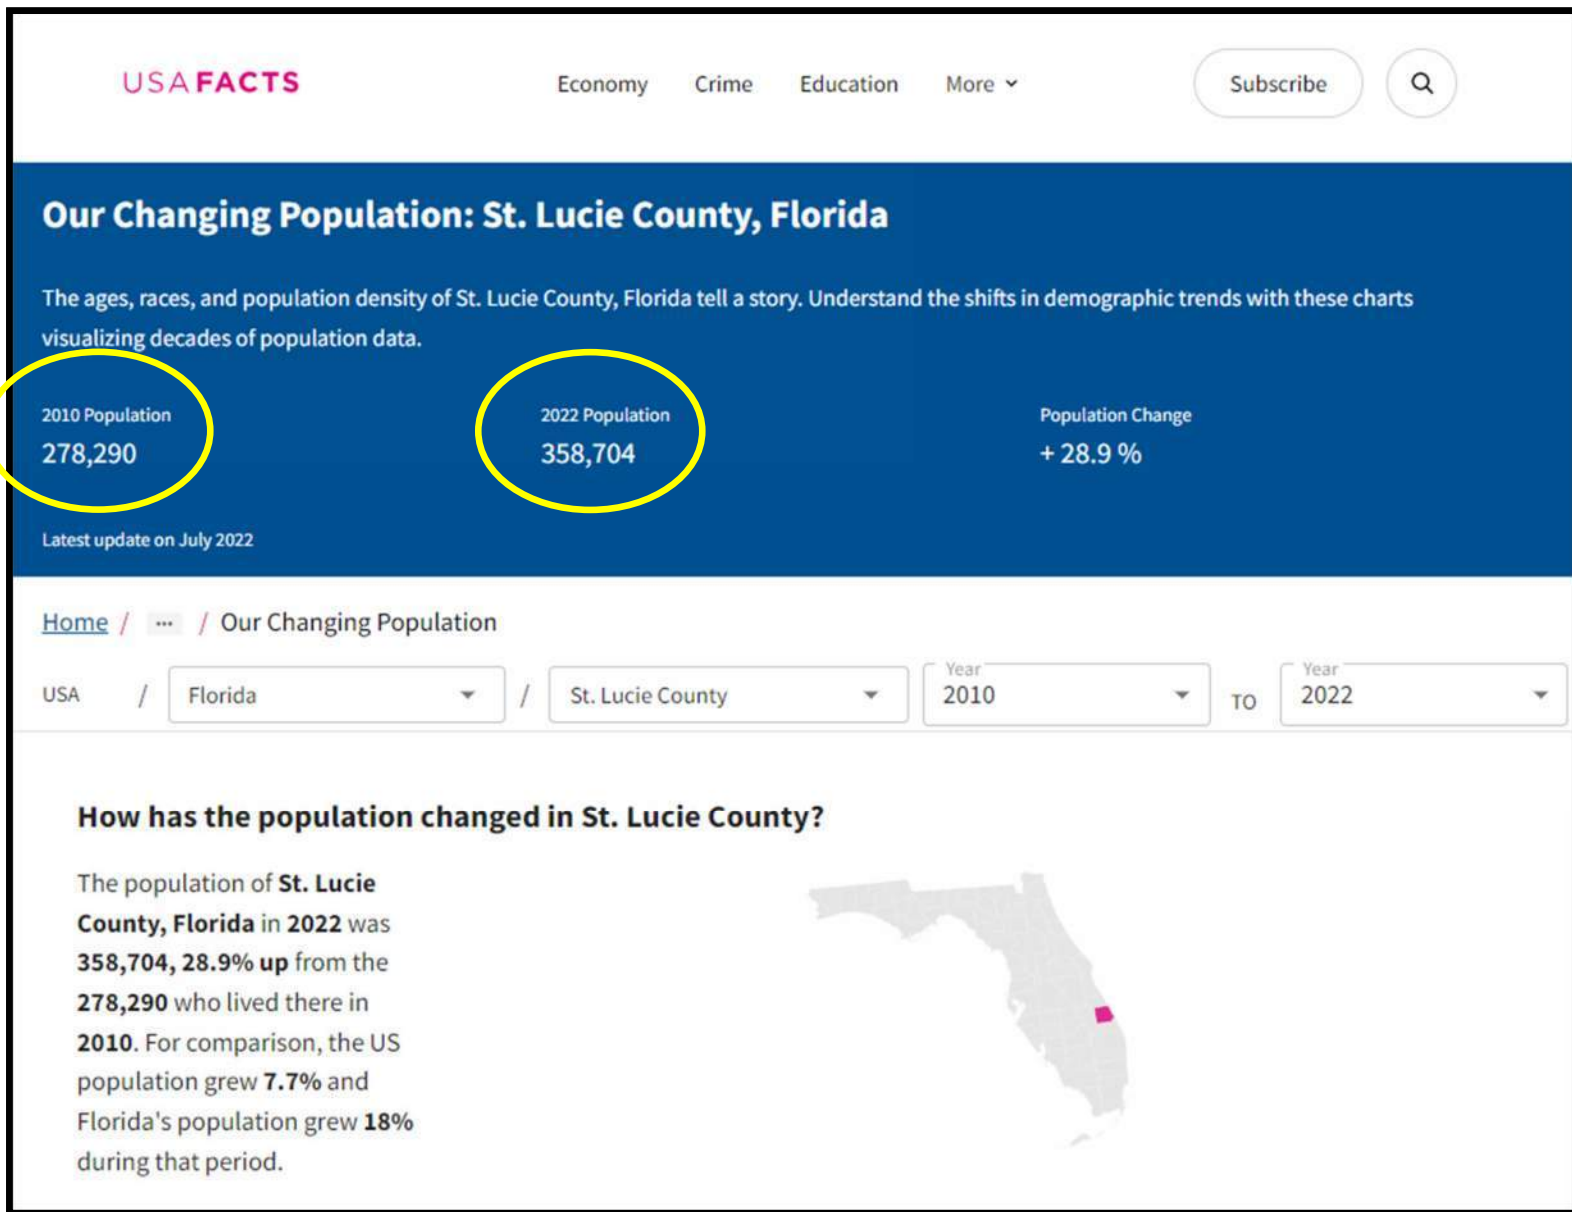 USAFACTS
Economy Crime Education More
Subscribe
Our Changing Population: St. Lucie County, Florida
The ages, races, and population density of St. Lucie County, Florida tell a story. Understand the shifts in demographic trends with these charts
visualizing decades of population data.
2010 Population
278,290
2022 Population
358,704
Population Change
+ 28.9 %
Latest update on July 2022
Home / ··· / Our Changing Population
USA / Florida / St. Lucie County
Year
2010
TO
Year
2022
How has the population changed in St. Lucie County?
The population of St. Lucie
County, Florida in 2022 was
358,704, 28.9% up from the
278,290 who lived there in
2010. For comparison, the US
population grew 7.7% and
Florida's population grew 18%
during that period.